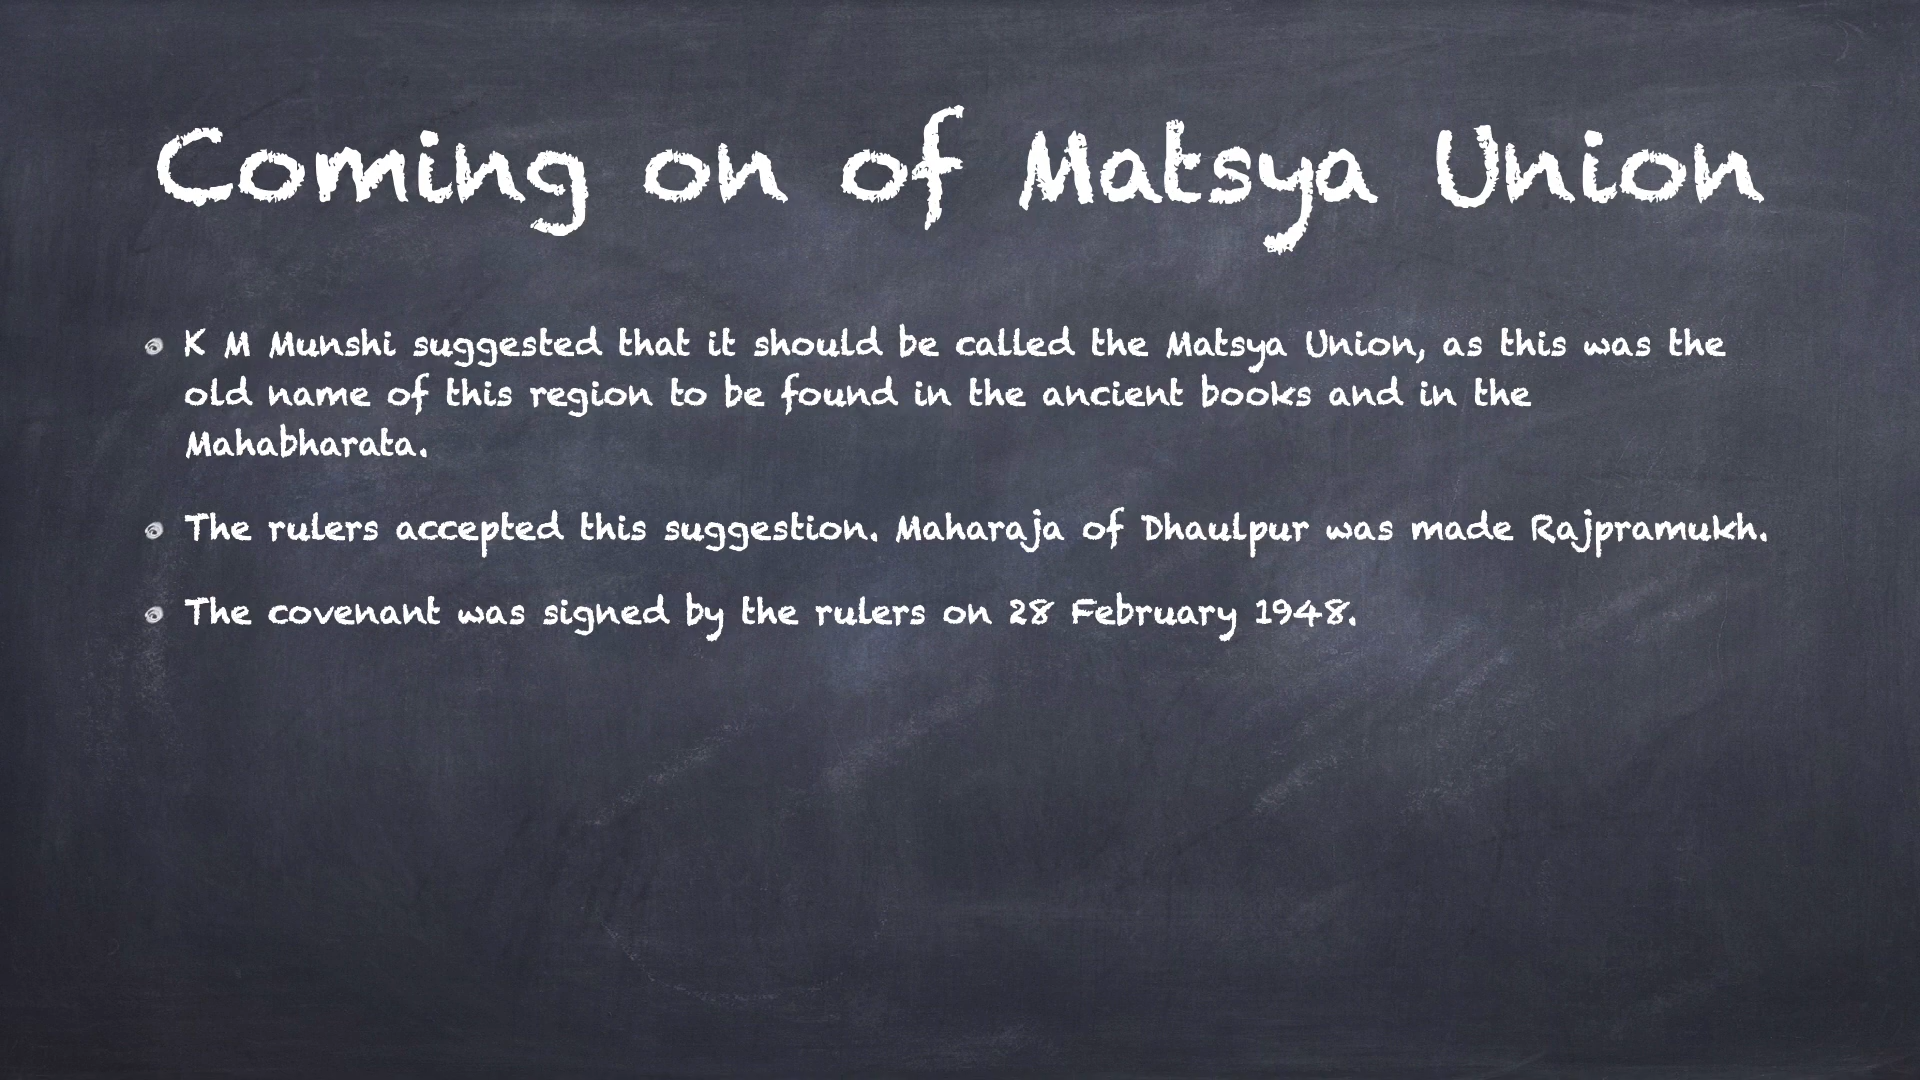 Coming on of Matsya Union
K M Munshi suggested that it should be called the Matsya Union, as this was the
old name of this region to be found in the ancient books and in the
Mahabharata.
The rulers accepted this suggestion. Maharaja of Dhaulpur was made Rajpramukh.
The covenant was signed by the rulers on 28 February 1948.